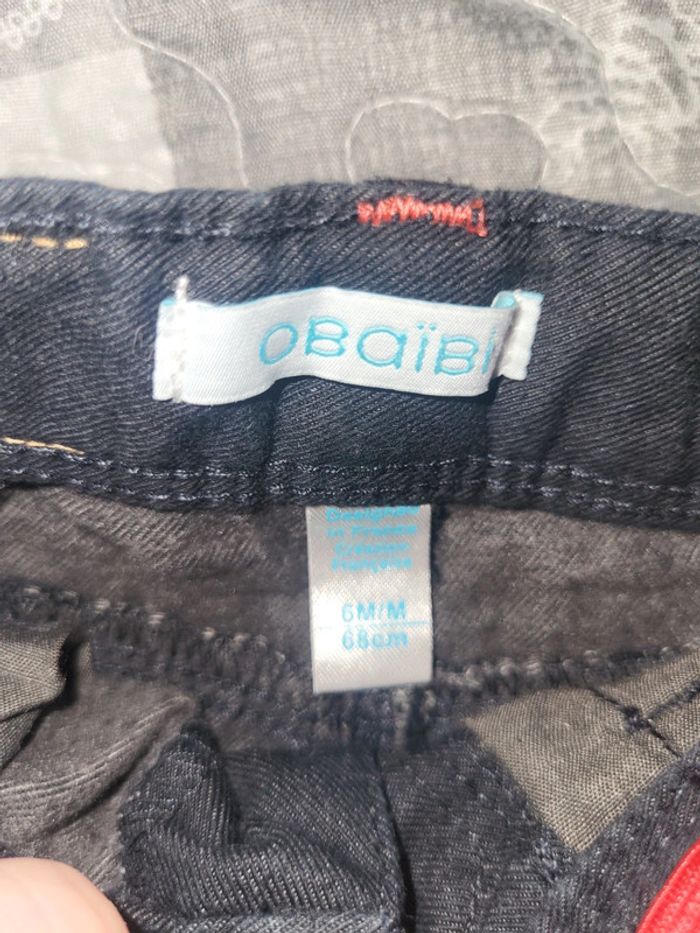 OBAÏBI
Designed
in France
Création
Française
6M/M
68cm